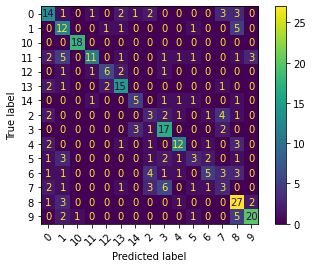 0 14 1 0 1 0 2 1 2 0 0 0 0 3 3 0
1 0 12 0 0 1 1 0 0 0 0 1 0 0 5 0
10 0 0 18 0 0 0 0 0 0 0 0 0 0 0 0
11 2 5 0 11 0 1 0 0 1 1 1 0 0 1 3
12 0 1 0 1 6 2 0 0 1 0 0 0 0 0 0
13 2 1 0 0 2 15 0 0 0 0 0 0 1 0 0
14 0 0 0 1 0 0 5 0 1 1 1 0 0 1 0
2 0 1 0 0 0 0 0 3 2 1 0 1 4 1 0
3 0 0 0 0 0 0 3 1 17 0 0 0 2 0 0
4 2 0 0 0 0 1 0 0 1 12 0 1 0 3 0
5 1 3 0 0 0 0 0 1 2 1 3 2 0 1 0
6 0 0 0 0 0 0 0 4 1 1 0 5 3 3 0
7 2 1 0 0 0 1 0 3 6 0 1 1 3 0 0
8 1 3 0 0 0 0 0 0 1 0 0 0 0 27 2
9 0 2 1 0 0 0 0 0 0 0 1 0 0 5 20
0 1 10 11 12 13 14 2 3 4 5 6 7 8 9
Predicted label
True label
25
20
15
10
5
0